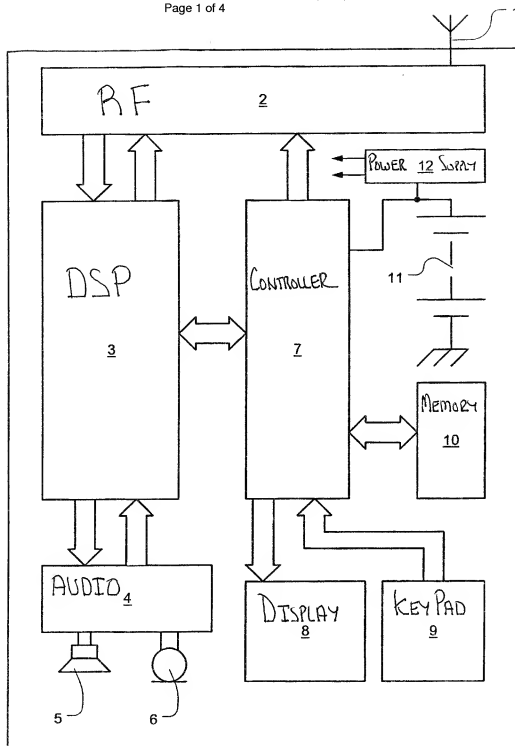 Page 1 of 4
RF 2
POWER 12 SUPPLY
DSP
3
CONTROLLER
7
11
MEMORY
10
AUDIO 4
DISPLAY
8
KEYPAD
9
5
6